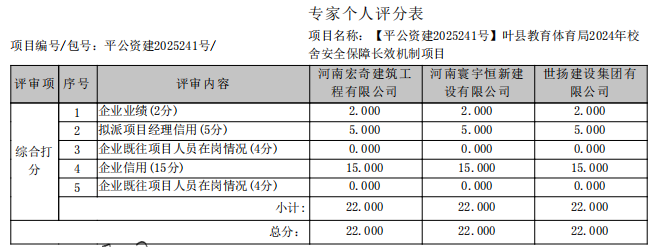 专家个人评分表
项目编号/包号：平公资建2025241号/
项目名称：【平公资建2025241号】叶县教育体育局2024年校
舍安全保障长效机制项目
评审项 序号 评审内容 河南宏奇建筑工程有限公司 河南寰宇恒新建设有限公司 世扬建设集团有限公司
综合打分
1 企业业绩(2分) 2.000 2.000 2.000
2 拟派项目经理信用(5分) 5.000 5.000 5.000
3 企业既往项目人员在岗情况(4分) 0.000 0.000 0.000
4 企业信用(15分) 15.000 15.000 15.000
5 企业既往项目人员在岗情况(4分) 0.000 0.000 0.000
小计: 22.000 22.000 22.000
总分: 22.000 22.000 22.000